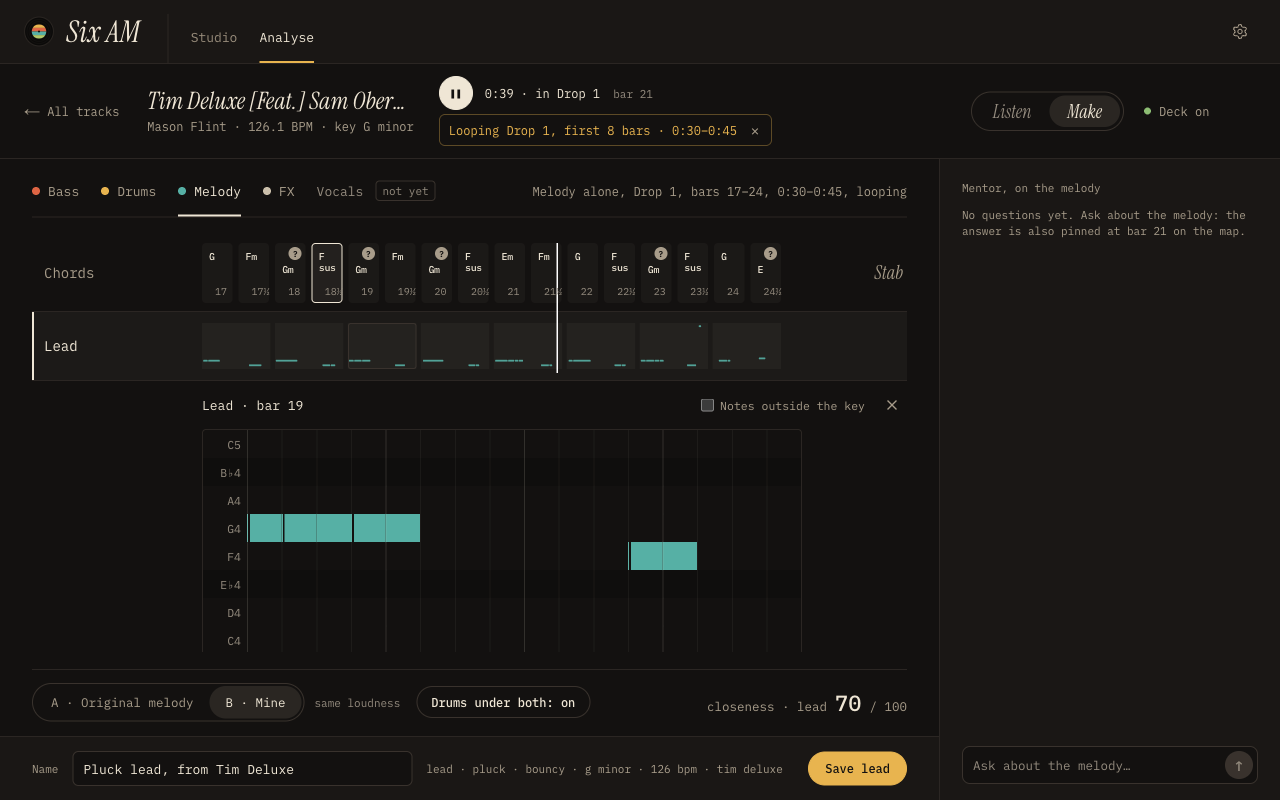 Six AM
Studio
Analyse
← All tracks
Tim Deluxe [Feat.] Sam Ober…
Mason Flint · 126.1 BPM · key G minor
0:39 · in Drop 1 bar 21
Looping Drop 1, first 8 bars · 0:30–0:45 ×
Listen
Make
Deck on
Bass
Drums
Melody
FX
Vocals
not yet
Melody alone, Drop 1, bars 17–24, 0:30–0:45, looping
Chords
G 17
Fm 17½
? Gm 18
F sus 18½
? Gm 19
Fm 19½
? Gm 20
F sus 20½
Em 21
Fm 21½
G 22
F sus 22½
? Gm 23
F sus 23½
G 24
? E 24½
Stab
Lead
Lead · bar 19
Notes outside the key
C5
B♭4
A4
G4
F4
E♭4
D4
C4
A · Original melody
B · Mine
same loudness
Drums under both: on
closeness · lead 70 / 100
Name
Pluck lead, from Tim Deluxe
lead · pluck · bouncy · g minor · 126 bpm · tim deluxe
Save lead
Mentor, on the melody
No questions yet. Ask about the melody: the
answer is also pinned at bar 21 on the map.
Ask about the melody…
↑